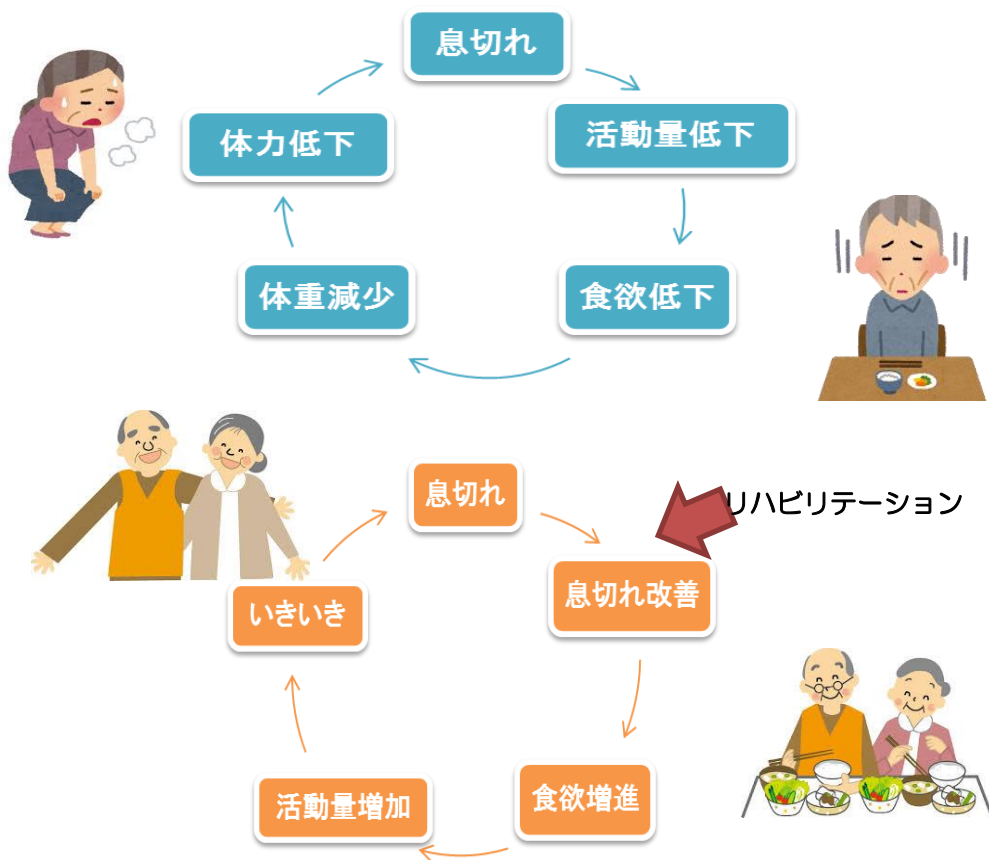 息切れ
活動量低下
食欲低下
体重減少
体力低下
息切れ
リハビリテーション
息切れ改善
食欲増進
活動量増加
いきいき